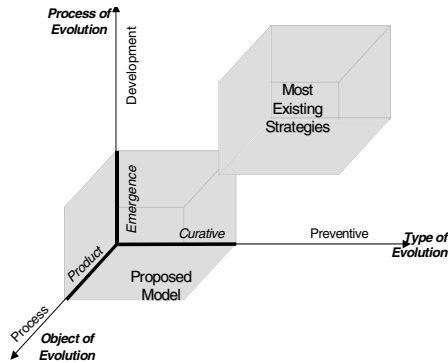 Process of
Evolution
Development
Most
Existing
Strategies
Emergence
Curative
Preventive
Type of
Evolution
Product
Proposed
Model
Process
Object of
Evolution